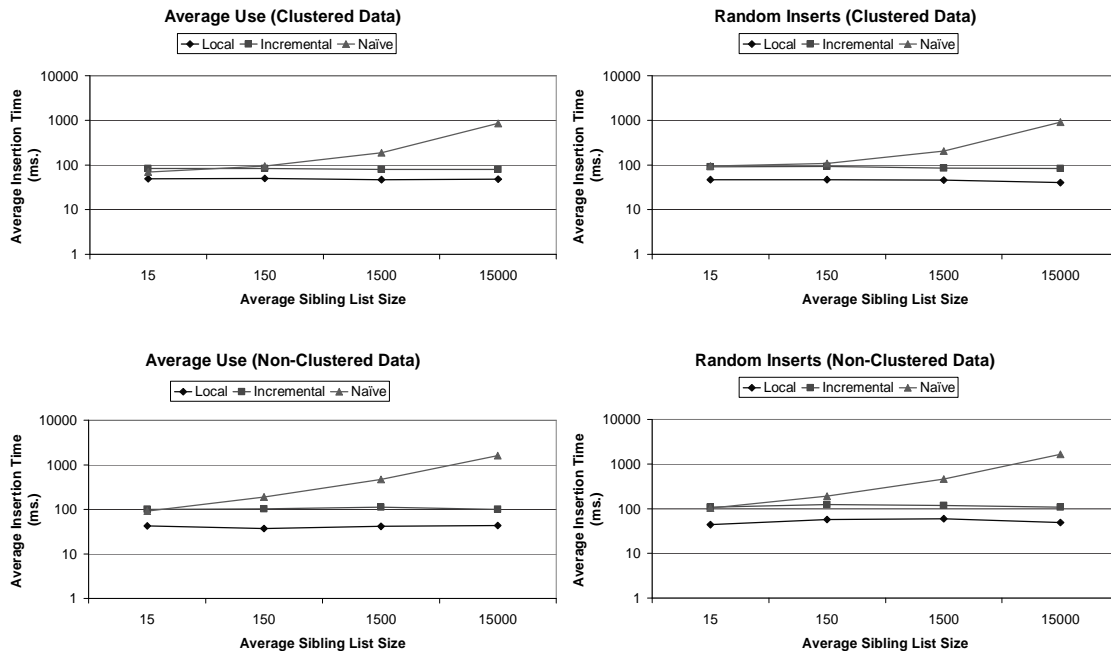 Average Use (Clustered Data)
Local Incremental Naïve
10000
1000
100
10
1
Average Insertion Time
(ms.)
15 150 1500 15000
Average Sibling List Size
Random Inserts (Clustered Data)
Local Incremental Naïve
10000
1000
100
10
1
Average Insertion Time
(ms.)
15 150 1500 15000
Average Sibling List Size
Average Use (Non-Clustered Data)
Local Incremental Naïve
10000
1000
100
10
1
Average Insertion Time
(ms.)
15 150 1500 15000
Average Sibling List Size
Random Inserts (Non-Clustered Data)
Local Incremental Naïve
10000
1000
100
10
1
Average Insertion Time
(ms.)
15 150 1500 15000
Average Sibling List Size